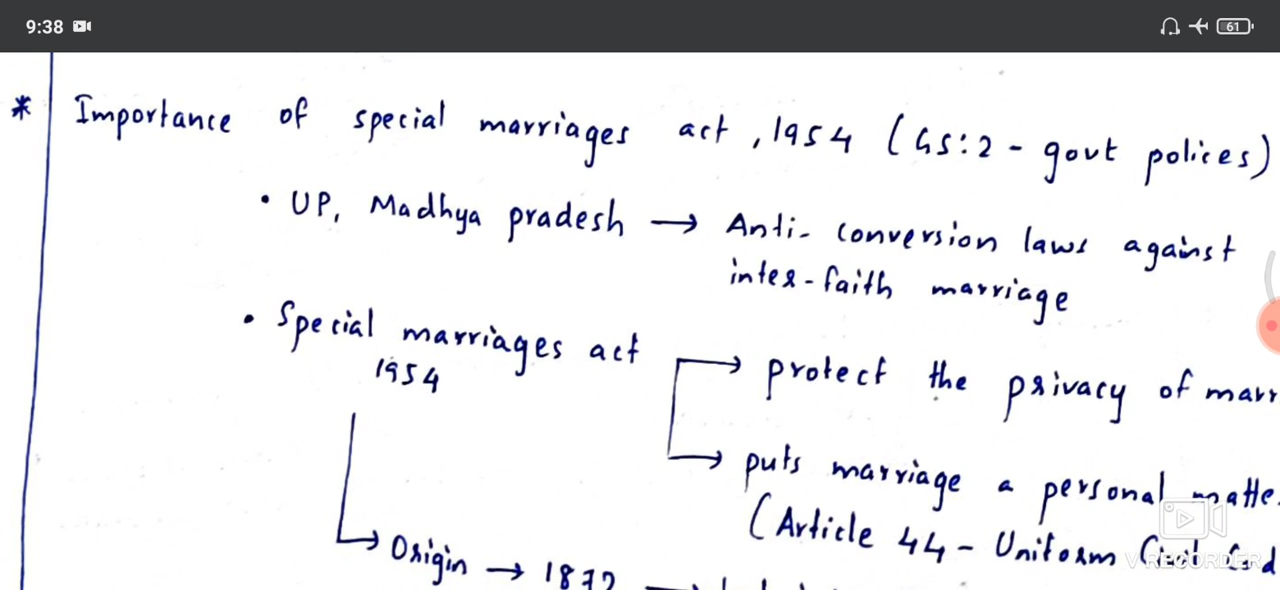 9:38
61
* Importance of special marriages act, 1954 (GS:2 - govt polices)
• UP, Madhya pradesh → Anti- conversion laws against
inter-faith marriage
• Special marriages act
1954
→ protect the privacy of marr
→ puts marriage a personal matte
(Article 44 - Uniform Civil Cod
V RECORDER
→ Origin → 1872 →